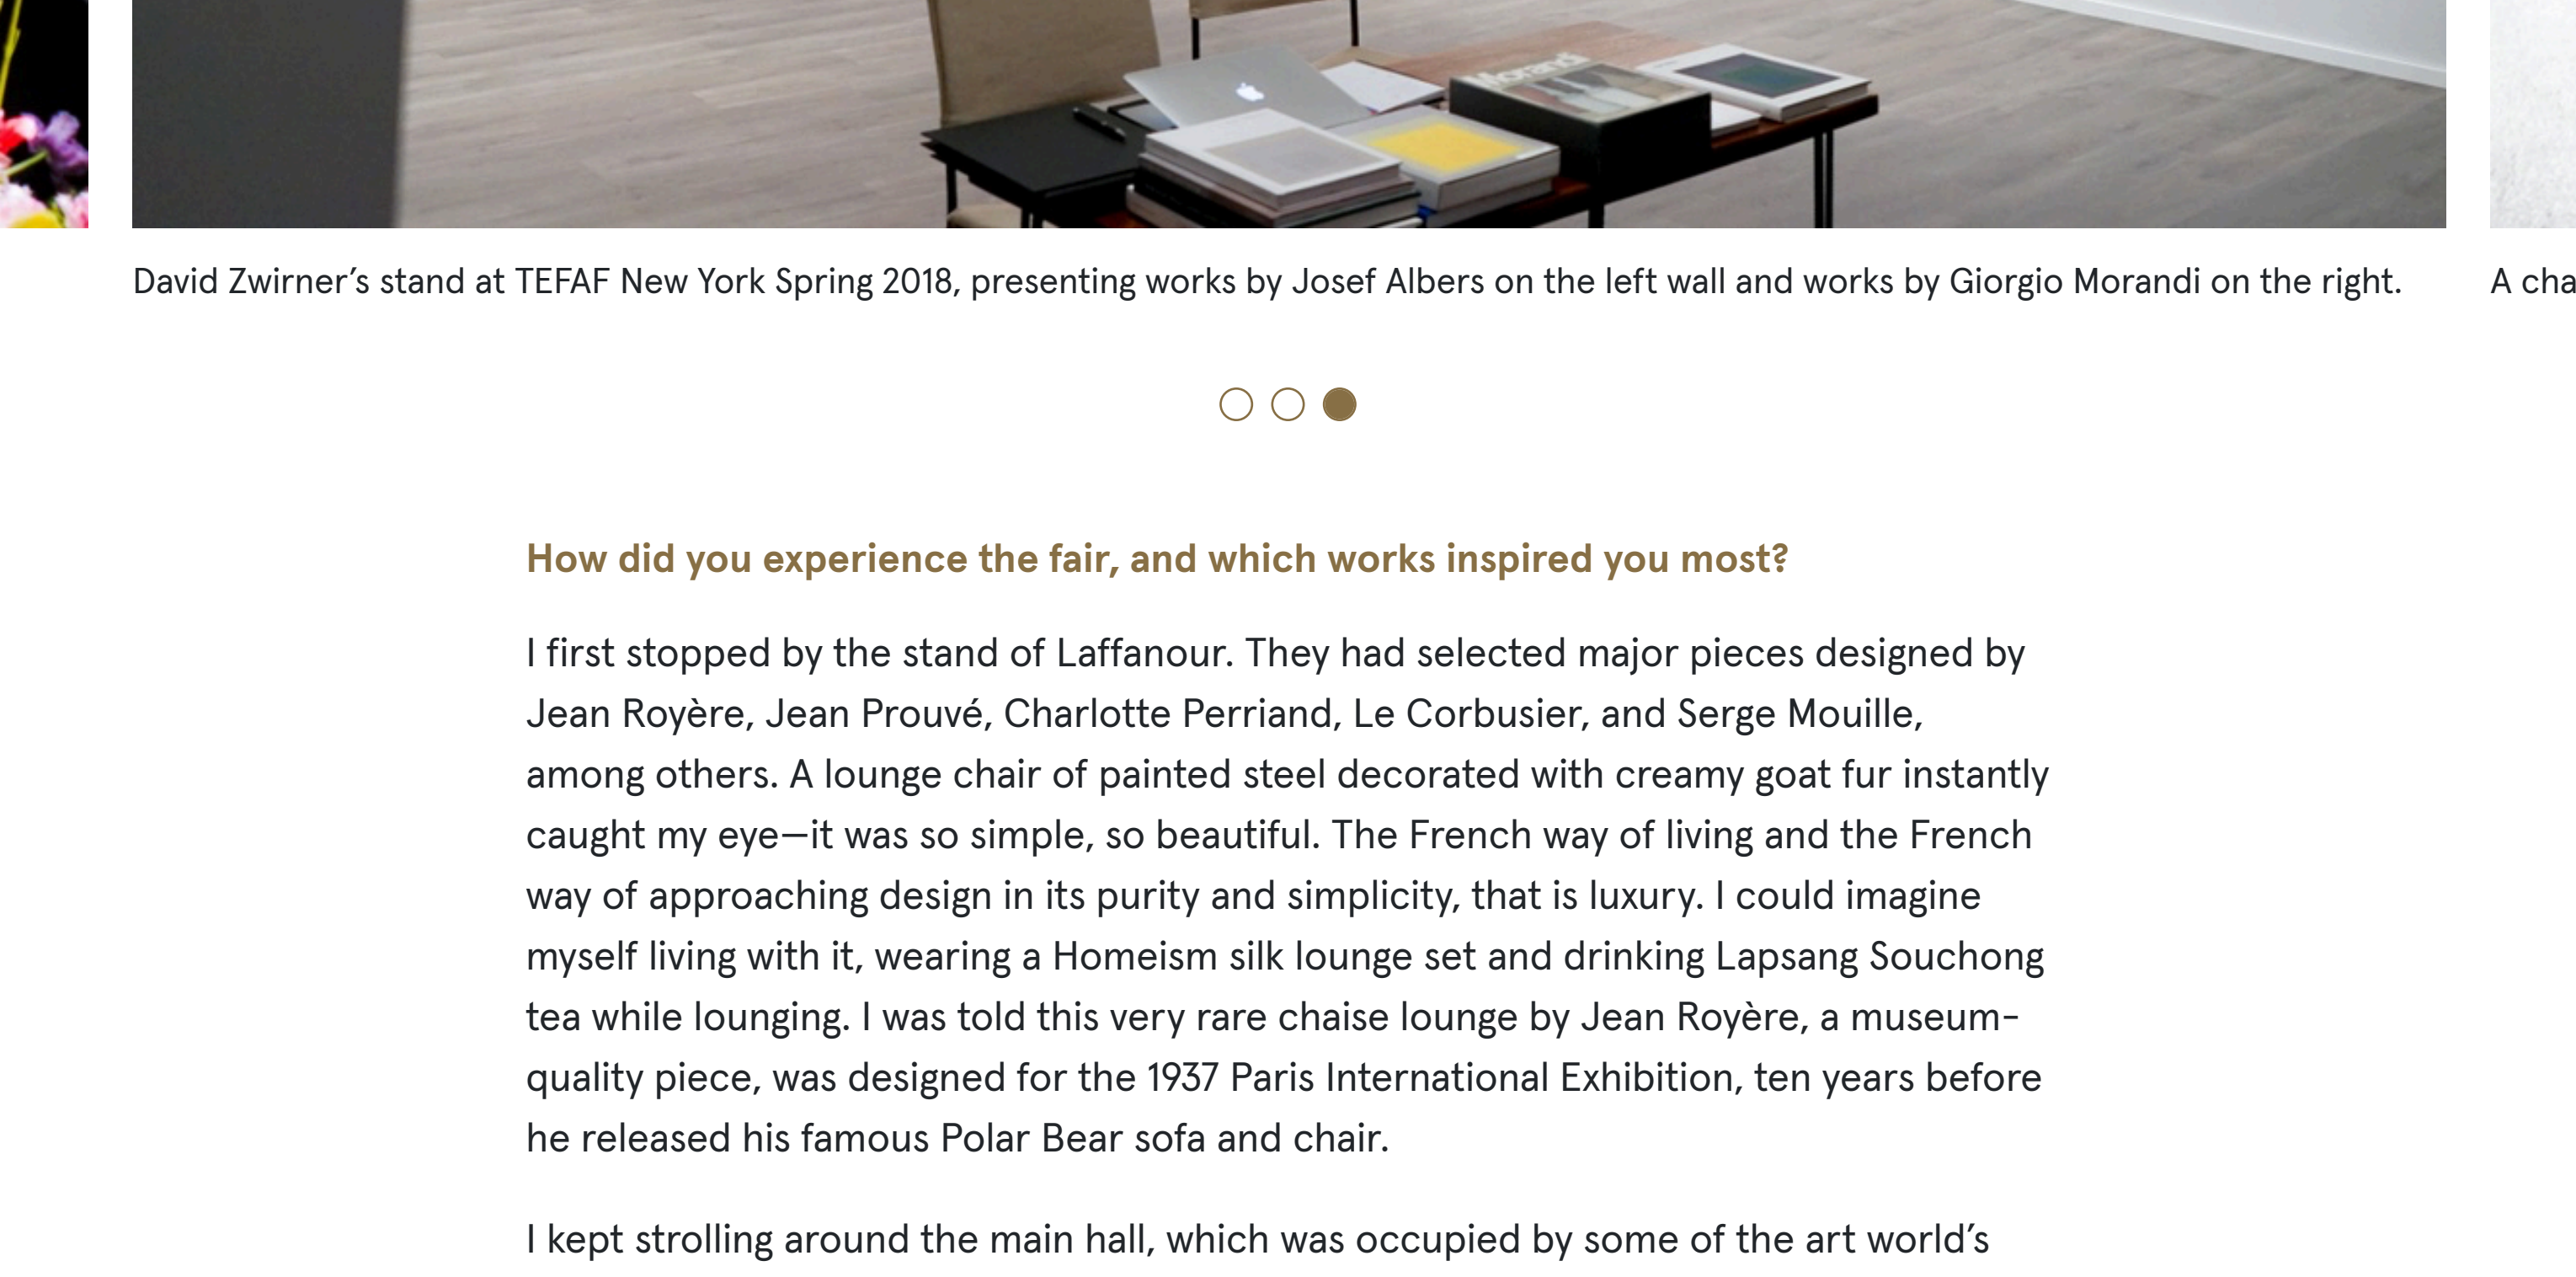 Morandi
David Zwirner’s stand at TEFAF New York Spring 2018, presenting works by Josef Albers on the left wall and works by Giorgio Morandi on the right.
A cha
How did you experience the fair, and which works inspired you most?
I first stopped by the stand of Laffanour. They had selected major pieces designed by
Jean Royère, Jean Prouvé, Charlotte Perriand, Le Corbusier, and Serge Mouille,
among others. A lounge chair of painted steel decorated with creamy goat fur instantly
caught my eye—it was so simple, so beautiful. The French way of living and the French
way of approaching design in its purity and simplicity, that is luxury. I could imagine
myself living with it, wearing a Homeism silk lounge set and drinking Lapsang Souchong
tea while lounging. I was told this very rare chaise lounge by Jean Royère, a museum-
quality piece, was designed for the 1937 Paris International Exhibition, ten years before
he released his famous Polar Bear sofa and chair.
I kept strolling around the main hall, which was occupied by some of the art world’s